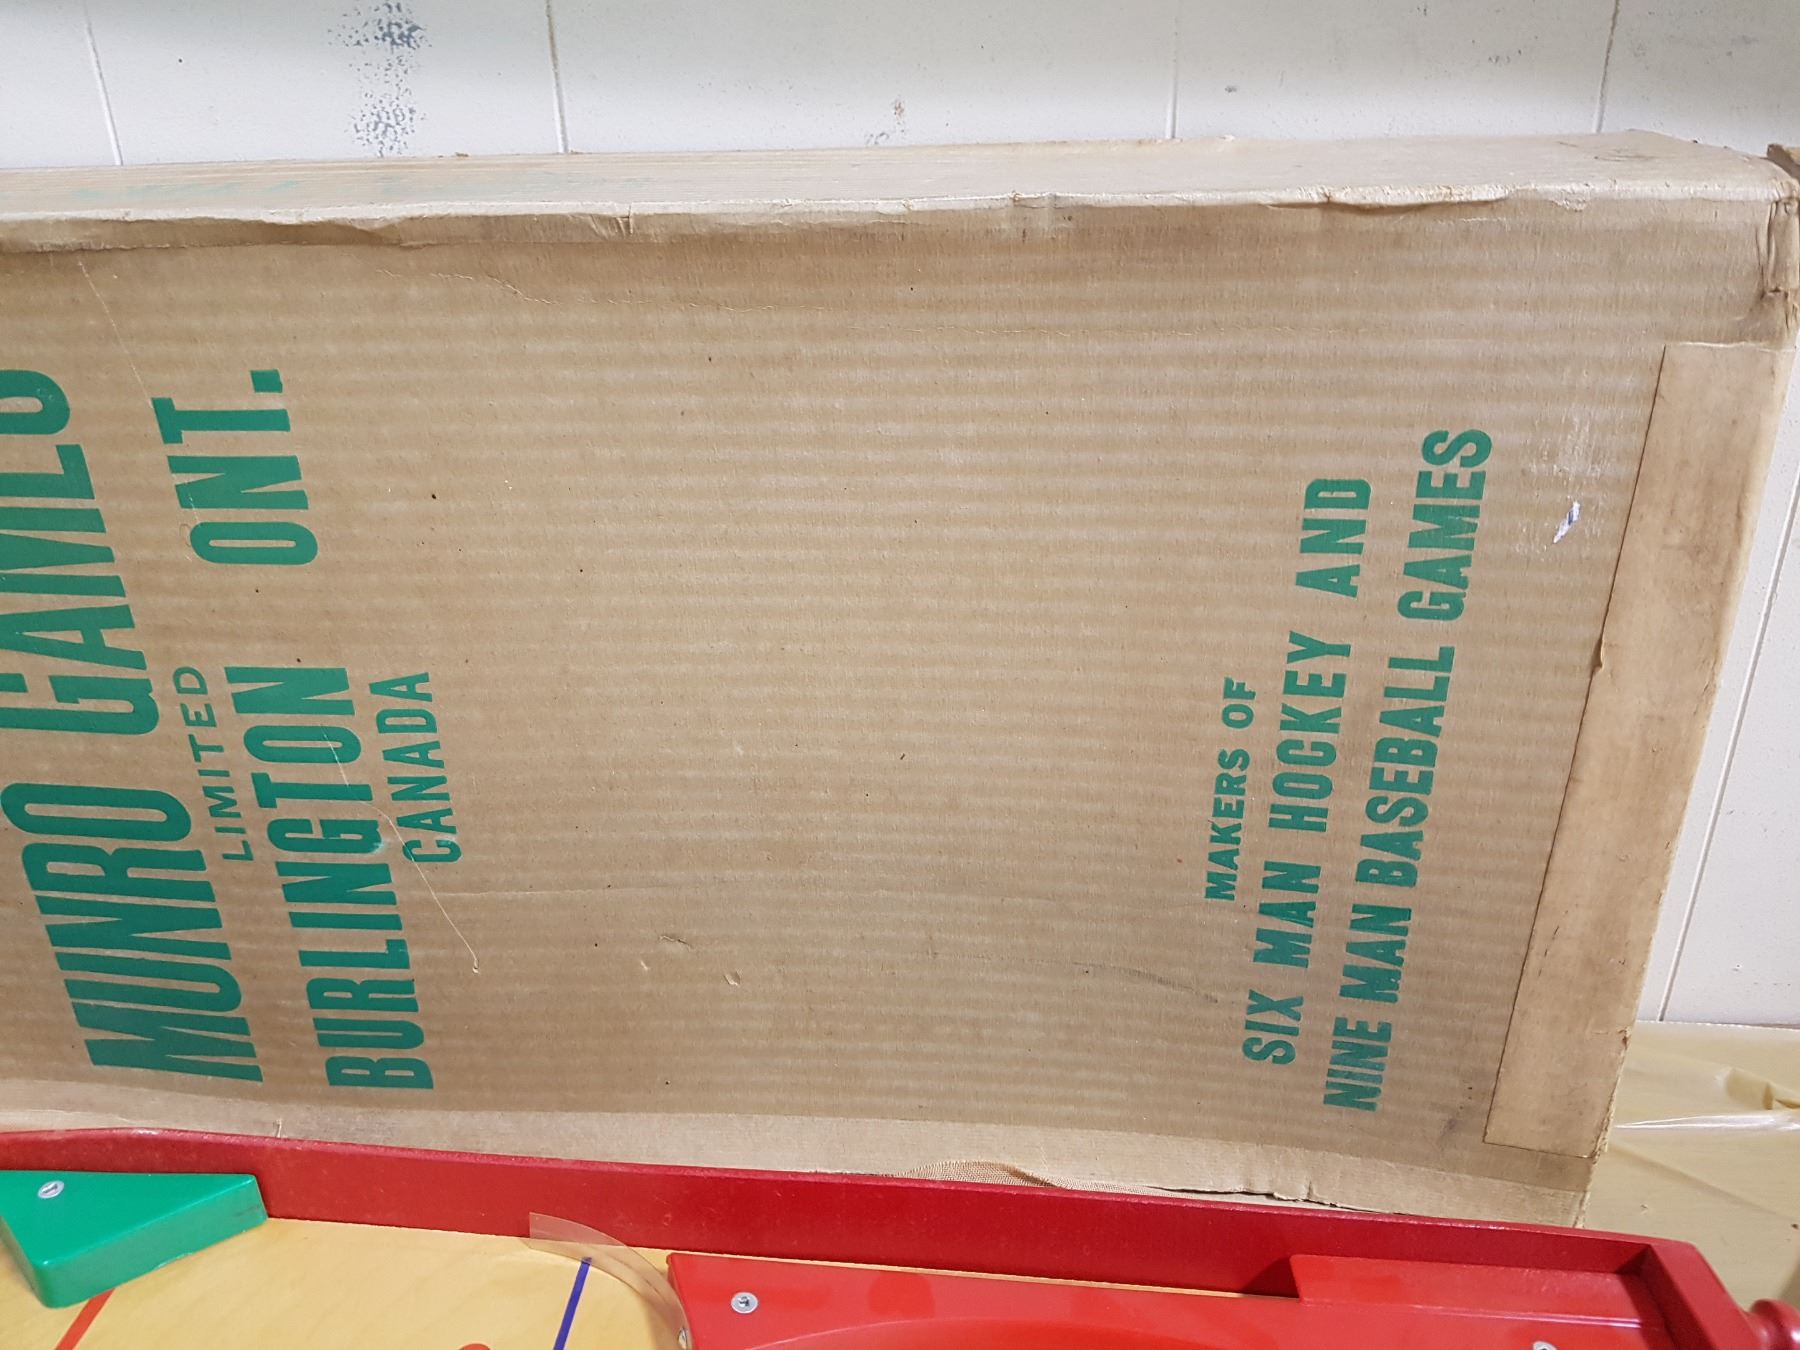 MUNRO GAMES
LIMITED
BURLINGTON ONT.
CANADA
MAKERS OF
SIX MAN HOCKEY AND
NINE MAN BASEBALL GAMES